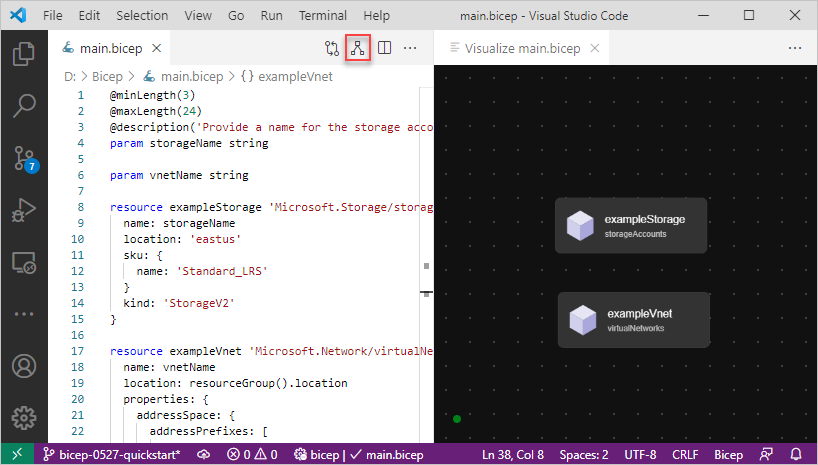 File Edit Selection View Go Run Terminal Help main.bicep - Visual Studio Code
main.bicep
Visualize main.bicep
D: > Bicep > main.bicep > {} exampleVnet
1 @minLength(3)
2 @maxLength(24)
3 @description('Provide a name for the storage acco
4 param storageName string
5
6 param vnetName string
7
8 resource exampleStorage 'Microsoft.Storage/storag
9 name: storageName
10 location: 'eastus'
11 sku: {
12 name: 'Standard_LRS'
13 }
14 kind: 'StorageV2'
15 }
16
17 resource exampleVnet 'Microsoft.Network/virtualNe
18 name: vnetName
19 location: resourceGroup().location
20 properties: {
21 addressSpace: {
22 addressPrefixes: [
7
exampleStorage
storageAccounts
exampleVnet
virtualNetworks
bicep-0527-quickstart* 0 0 bicep | ✓ main.bicep Ln 38, Col 8 Spaces: 2 UTF-8 CRLF Bicep